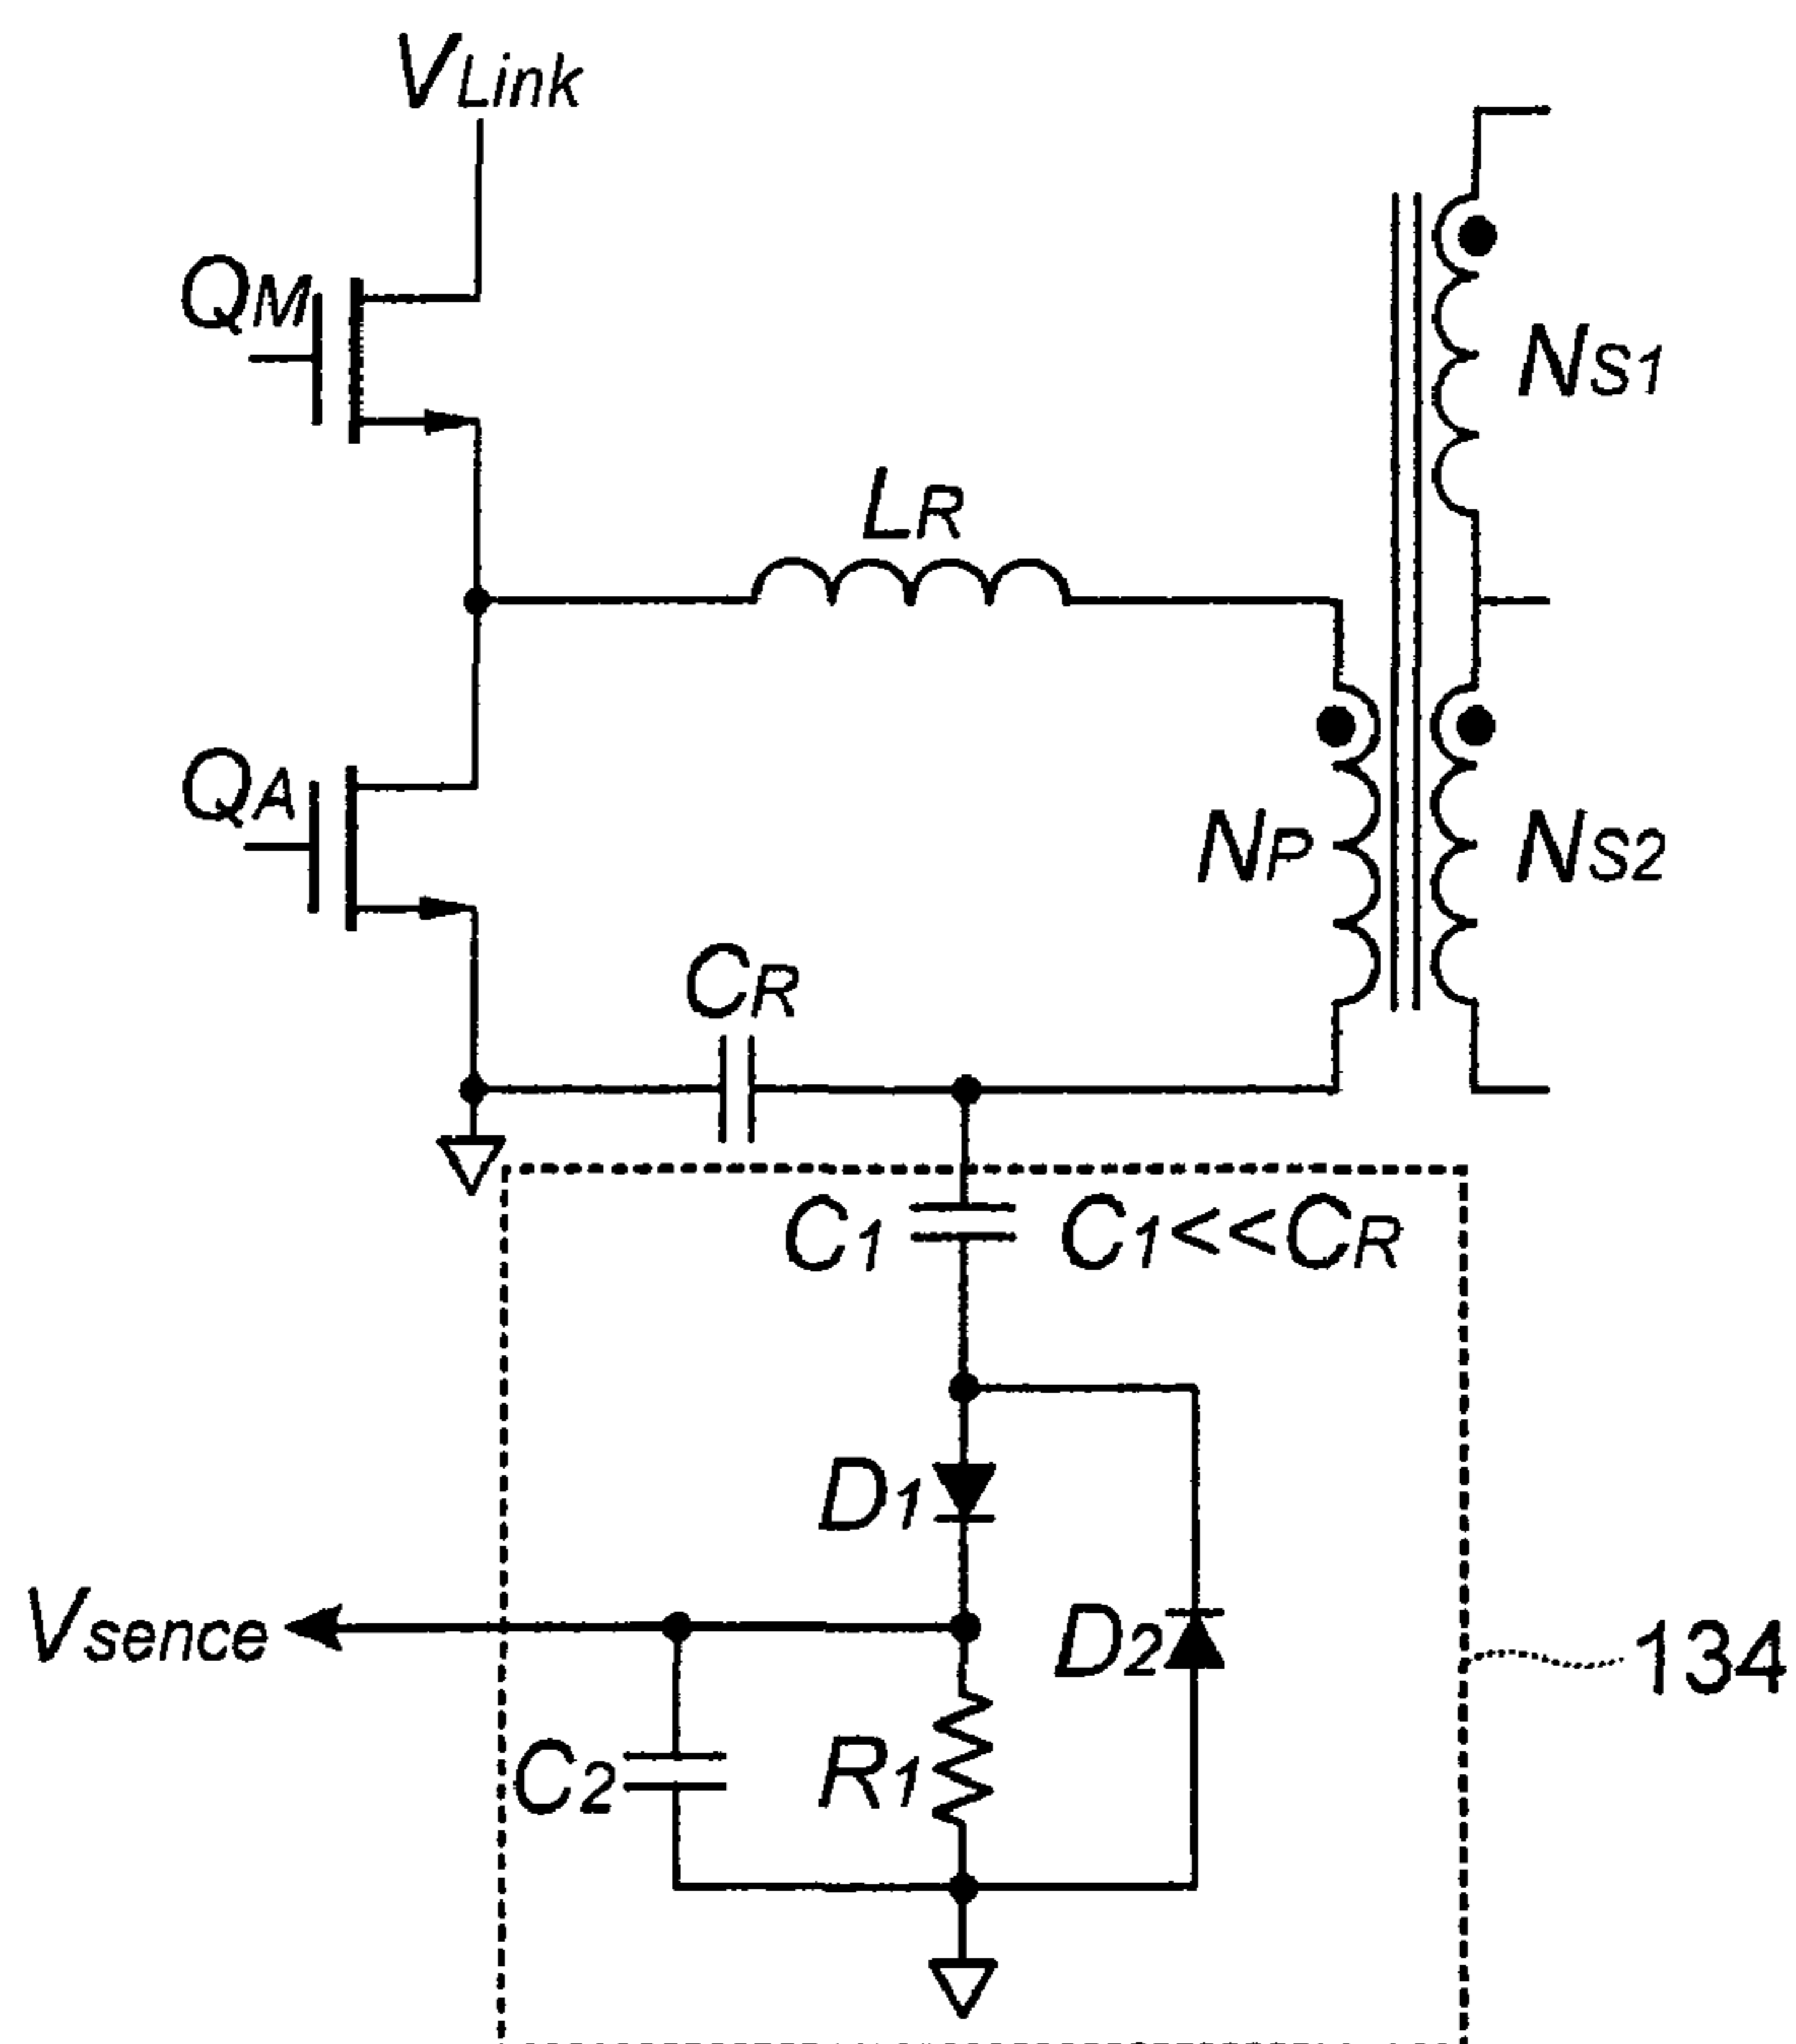 VLink
QM
NS1
LR
QA
NP
NS2
CR
C1
C1<<CR
D1
Vsence
D2
134
C2
R1